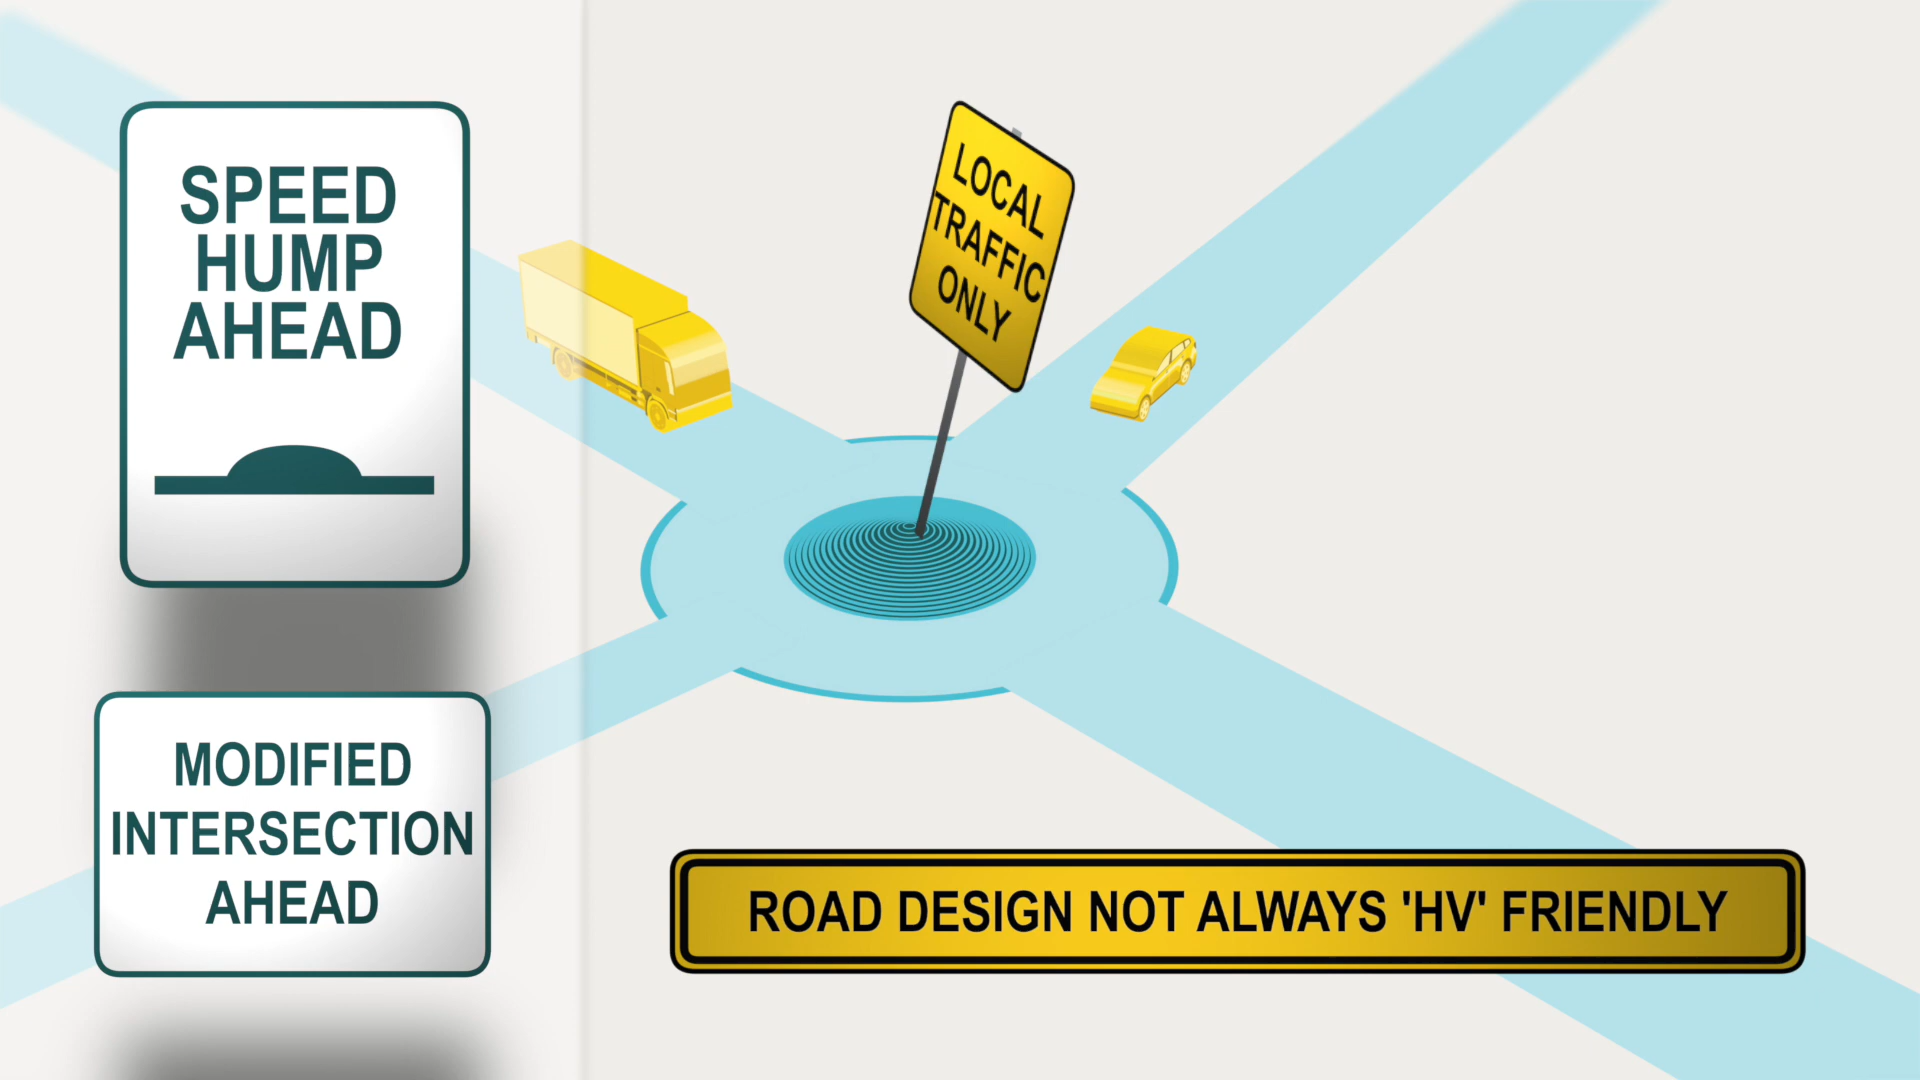 SPEED
HUMP
AHEAD
MODIFIED
INTERSECTION
AHEAD
LOCAL
TRAFFIC
ONLY
ROAD DESIGN NOT ALWAYS 'HV' FRIENDLY